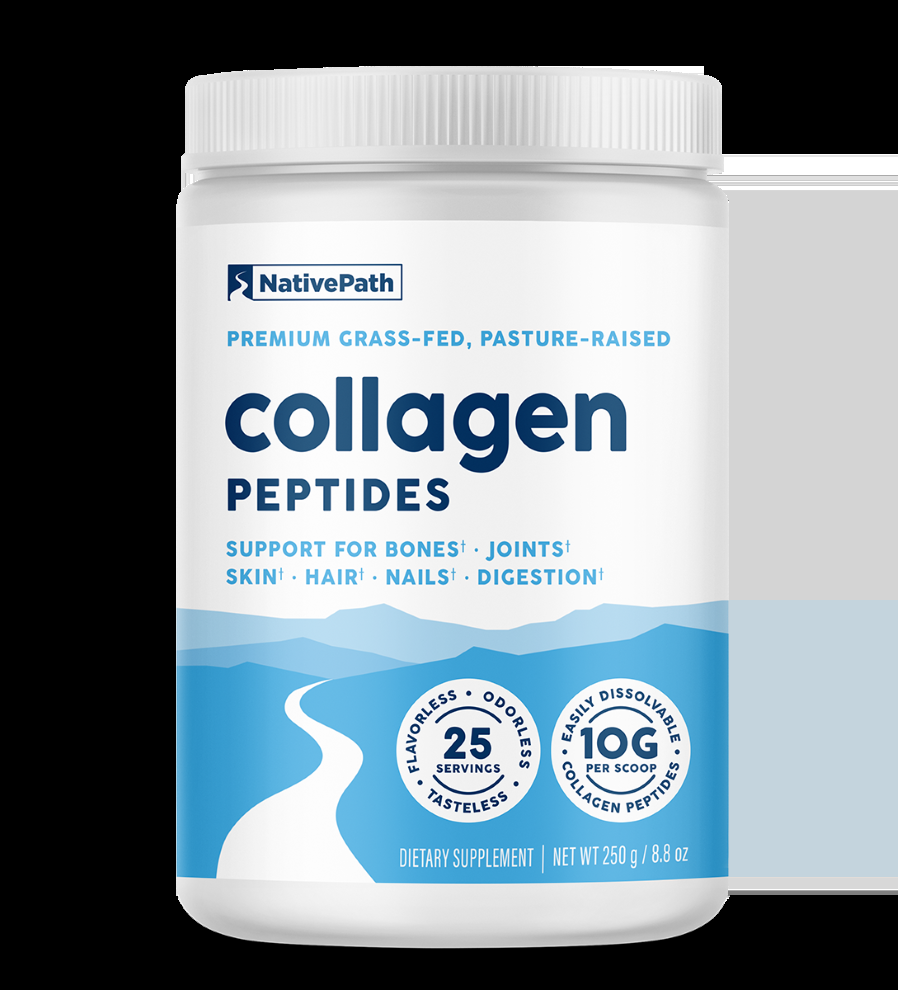 NativePath
PREMIUM GRASS-FED, PASTURE-RAISED
collagen
PEPTIDES
SUPPORT FOR BONES† · JOINTS†
SKIN† · HAIR† · NAILS† · DIGESTION†
FLAVORLESS • ODORLESS
25
SERVINGS
• TASTELESS •
EASILY DISSOLVABLE
10G
PER SCOOP
• COLLAGEN PEPTIDES •
DIETARY SUPPLEMENT | NET WT 250 g / 8.8 oz